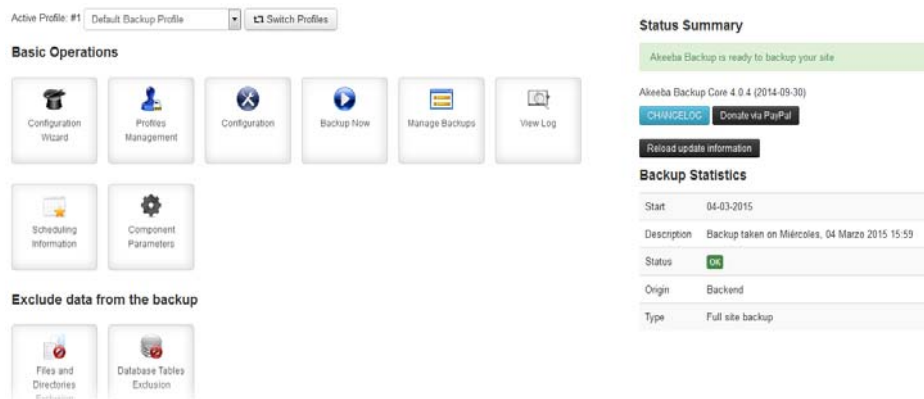 Active Profile: #1 Default Backup Profile Switch Profiles
Basic Operations
Configuration
Wizard
Profiles
Management
Configuration
Backup Now
Manage Backups
View Log
Scheduling
Information
Component
Parameters
Exclude data from the backup
Files and
Directories
Exclusion
Database Tables
Exclusion
Status Summary
Akeeba Backup is ready to backup your site
Akeeba Backup Core 4.0.4 (2014-09-30)
CHANGELOG Donate via PayPal
Reload update information
Backup Statistics
Start 04-03-2015
Description Backup taken on Miércoles, 04 Marzo 2015 15:59
Status OK
Origin Backend
Type Full site backup